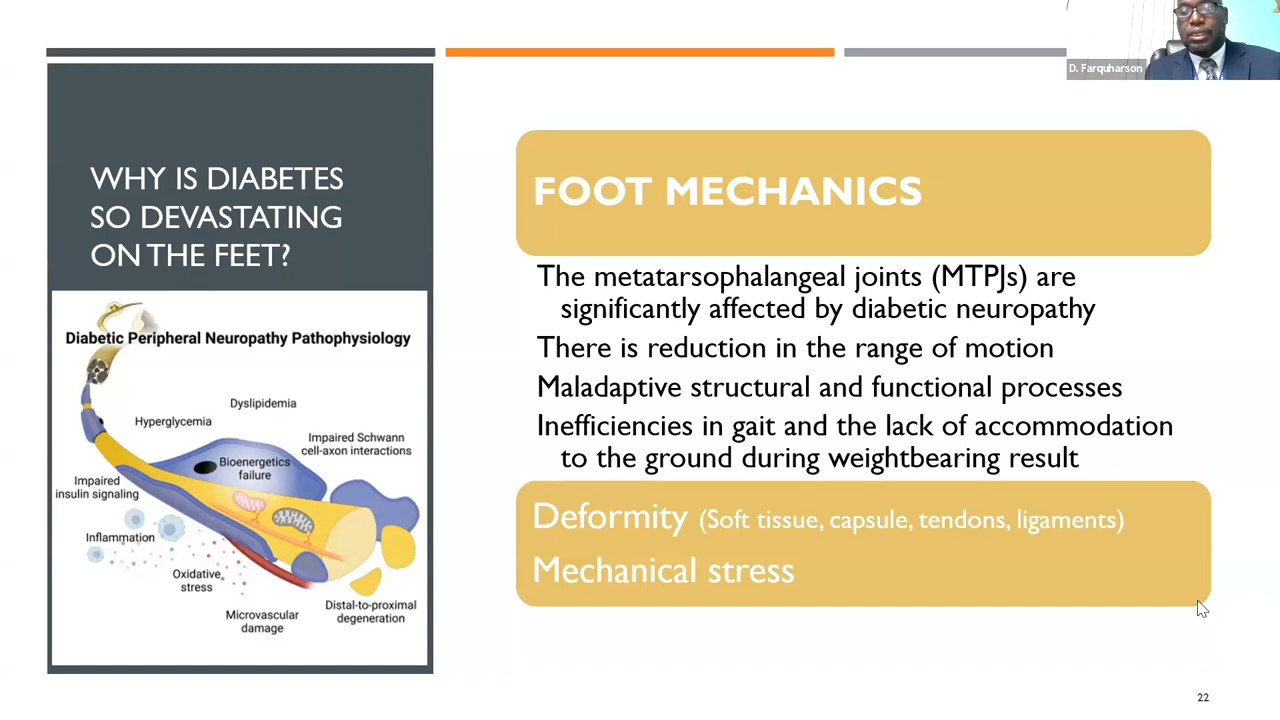 D. Farquharson
WHY IS DIABETES
SO DEVASTATING
ON THE FEET?
Diabetic Peripheral Neuropathy Pathophysiology
Dyslipidemia
Hyperglycemia
Impaired Schwann
cell-axon interactions
Bioenergetics
failure
Impaired
insulin signaling
Inflammation
Oxidative
stress
Distal-to-proximal
degeneration
Microvascular
damage
FOOT MECHANICS
The metatarsophalangeal joints (MTPJs) are
significantly affected by diabetic neuropathy
There is reduction in the range of motion
Maladaptive structural and functional processes
Inefficiencies in gait and the lack of accommodation
to the ground during weightbearing result
Deformity (Soft tissue, capsule, tendons, ligaments)
Mechanical stress
22